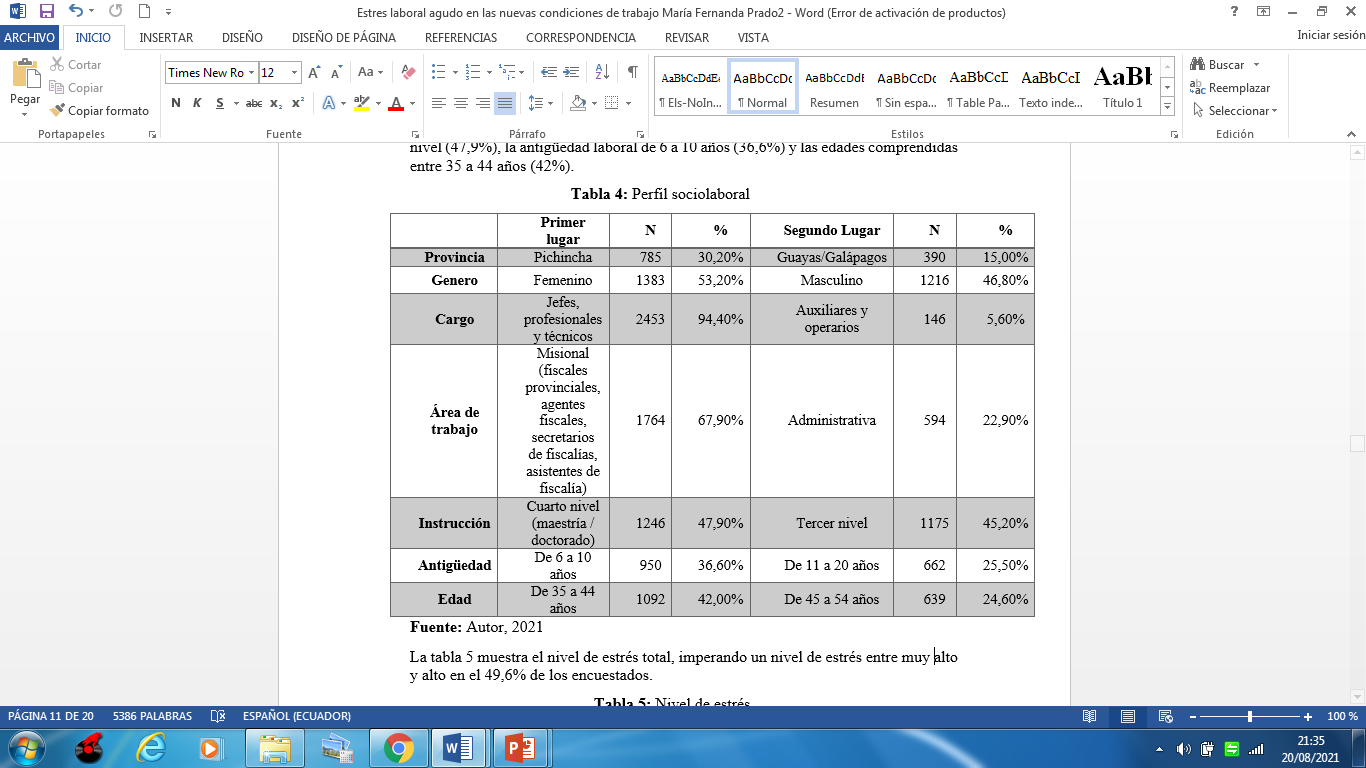 Estres laboral agudo en las nuevas condiciones de trabajo María Fernanda Prado2 - Word (Error de activación de productos)
ARCHIVO INICIO INSERTAR DISEÑO DISEÑO DE PÁGINA REFERENCIAS CORRESPONDENCIA REVISAR VISTA Iniciar sesión
Pegar
Cortar
Copiar
Copiar formato
Portapapeles
Times New Ro 12
N K S abc x₂ x²
Fuente
Párrafo
AaBbCcDdEe AaBbCcDc AaBbCcDdE AaBbCcDc AaBbCcI AaBbCcI AaBb
¶ Els-NoIn... ¶ Normal Resumen ¶ Sin espa... ¶ Table Pa... Texto inde... Título 1
Estilos
Buscar
Reemplazar
Seleccionar
Edición
nivel (47,9%), la antigüedad laboral de 6 a 10 años (36,6%) y las edades comprendidas
entre 35 a 44 años (42%).
Tabla 4: Perfil sociolaboral
Primer lugar N % Segundo Lugar N %
Provincia Pichincha 785 30,20% Guayas/Galápagos 390 15,00%
Genero Femenino 1383 53,20% Masculino 1216 46,80%
Cargo Jefes, profesionales y técnicos 2453 94,40% Auxiliares y operarios 146 5,60%
Área de trabajo Misional (fiscales provinciales, agentes fiscales, secretarios de fiscalías, asistentes de fiscalía) 1764 67,90% Administrativa 594 22,90%
Instrucción Cuarto nivel (maestría / doctorado) 1246 47,90% Tercer nivel 1175 45,20%
Antigüedad De 6 a 10 años 950 36,60% De 11 a 20 años 662 25,50%
Edad De 35 a 44 años 1092 42,00% De 45 a 54 años 639 24,60%
Fuente: Autor, 2021
La tabla 5 muestra el nivel de estrés total, imperando un nivel de estrés entre muy alto
y alto en el 49,6% de los encuestados.
Tabla 5: Nivel de estrés
PÁGINA 11 DE 20 5386 PALABRAS ESPAÑOL (ECUADOR) 100 %
21:35
20/08/2021